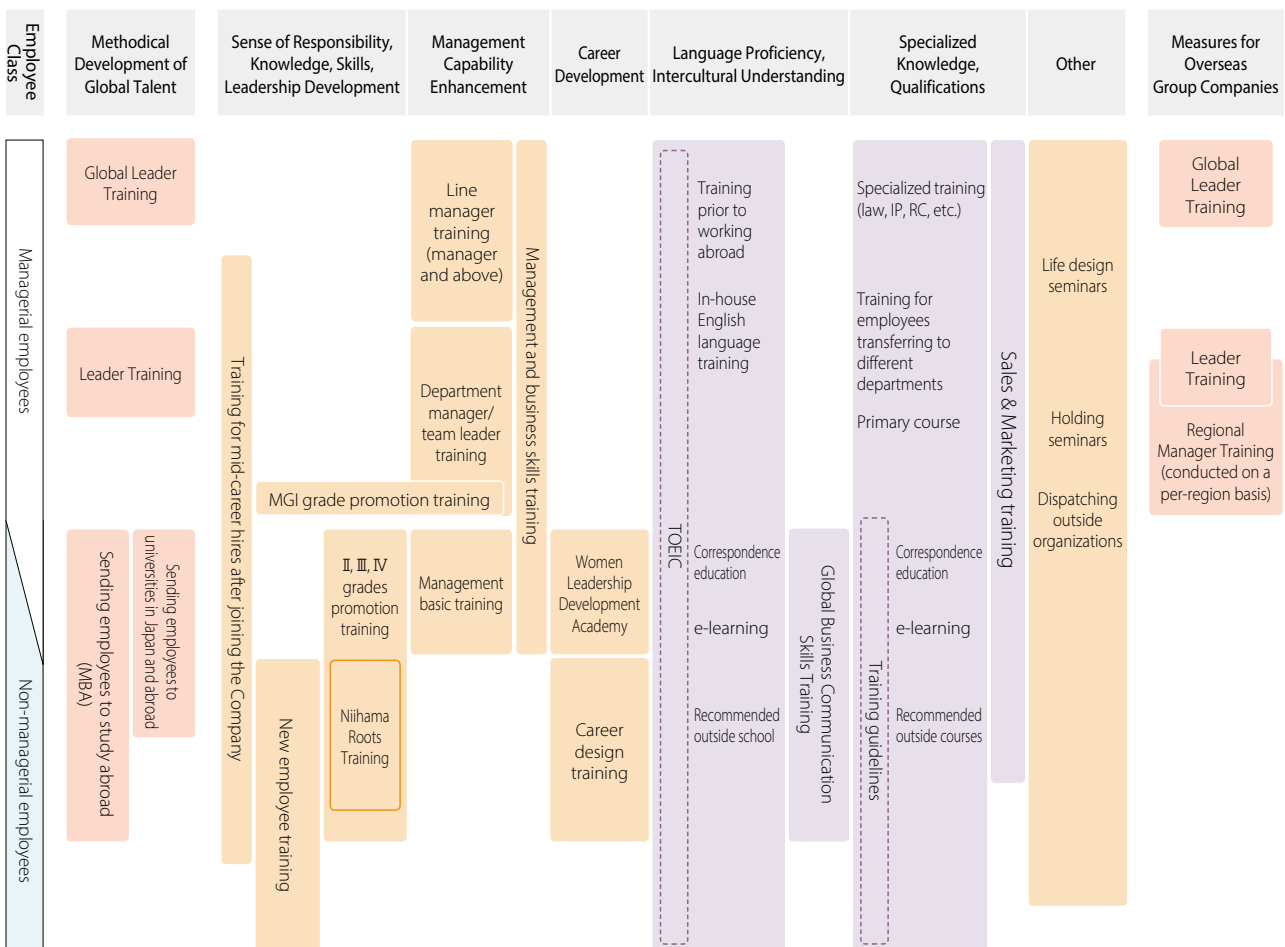 Employee
Class
Methodical
Development of
Global Talent
Sense of Responsibility,
Knowledge, Skills,
Leadership Development
Management
Capability
Enhancement
Career
Development
Language Proficiency,
Intercultural Understanding
Specialized
Knowledge,
Qualifications
Other
Measures for
Overseas
Group Companies
Managerial employees
Non-managerial employees
Global Leader
Training
Leader Training
Sending employees to study abroad
(MBA)
Sending employees to
universities in Japan and abroad
Training for mid-career hires after joining the Company
MGI grade promotion training
New employee training
Ⅱ, Ⅲ, Ⅳ
grades
promotion
training
Niihama
Roots
Training
Line
manager
training
(manager
and above)
Department
manager/
team leader
training
Management
basic training
Management and business skills training
Women
Leadership
Development
Academy
Career
design
training
TOEIC
Training
prior to
working
abroad
In-house
English
language
training
Correspondence
education
e-learning
Recommended
outside school
Global Business Communication
Skills Training
Specialized training
(law, IP, RC, etc.)
Training for
employees
transferring to
different
departments
Primary course
Training guidelines
Correspondence
education
e-learning
Recommended
outside courses
Sales & Marketing training
Life design
seminars
Holding
seminars
Dispatching
outside
organizations
Global
Leader
Training
Leader
Training
Regional
Manager Training
(conducted on a
per-region basis)